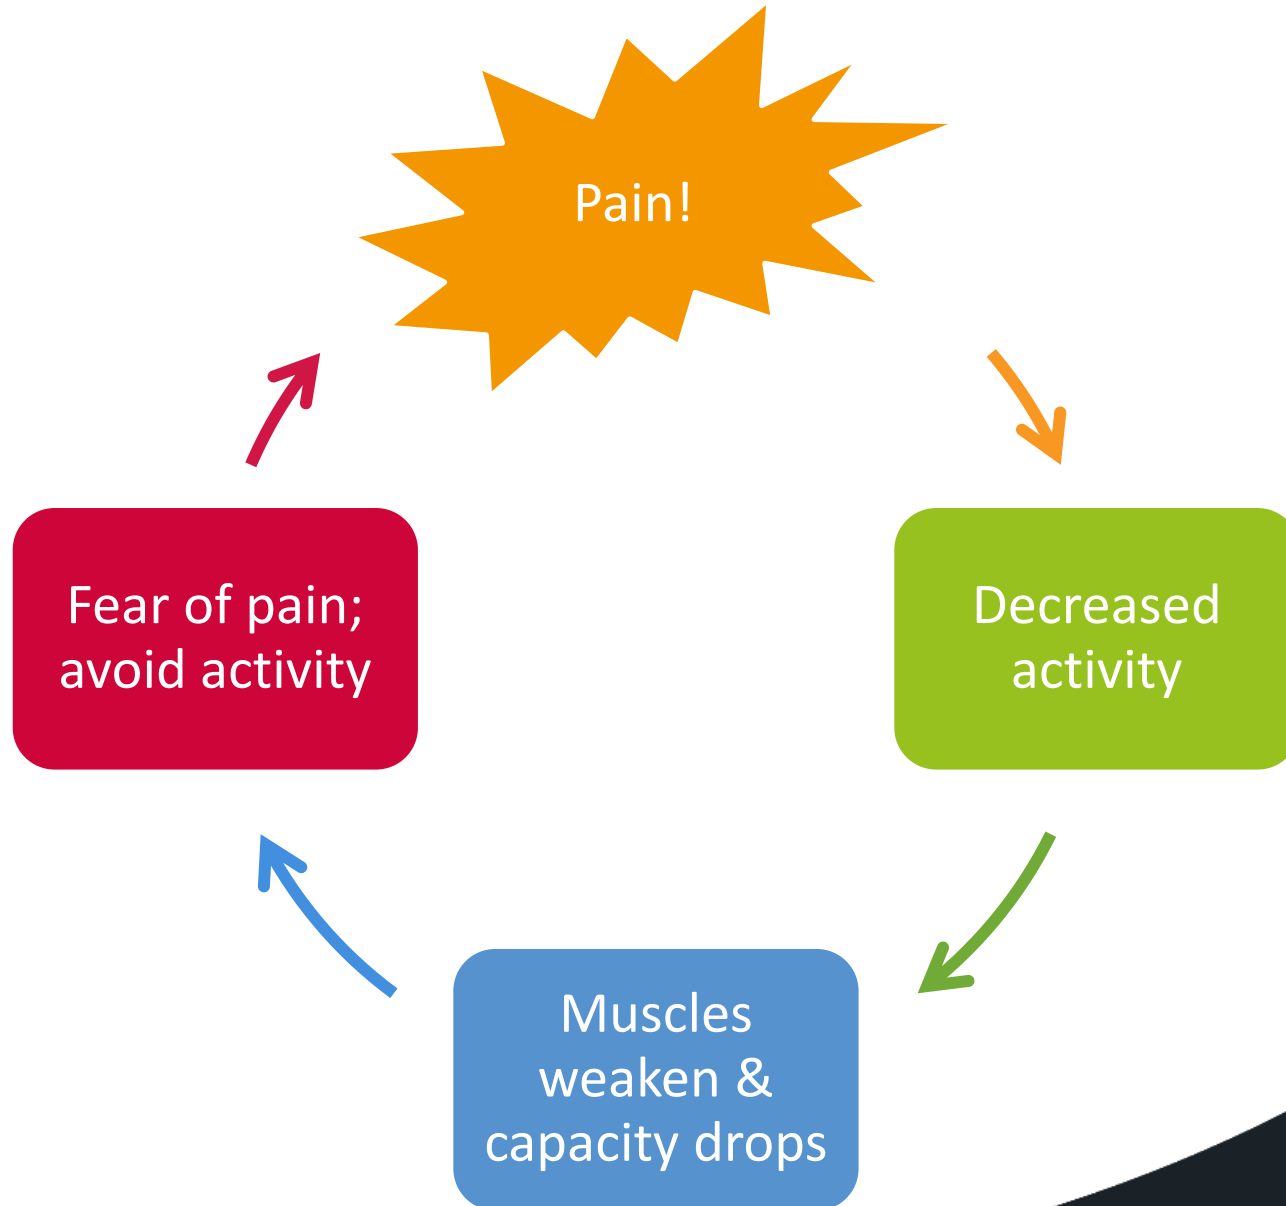 Pain!
Decreased
activity
Muscles
weaken &
capacity drops
Fear of pain;
avoid activity